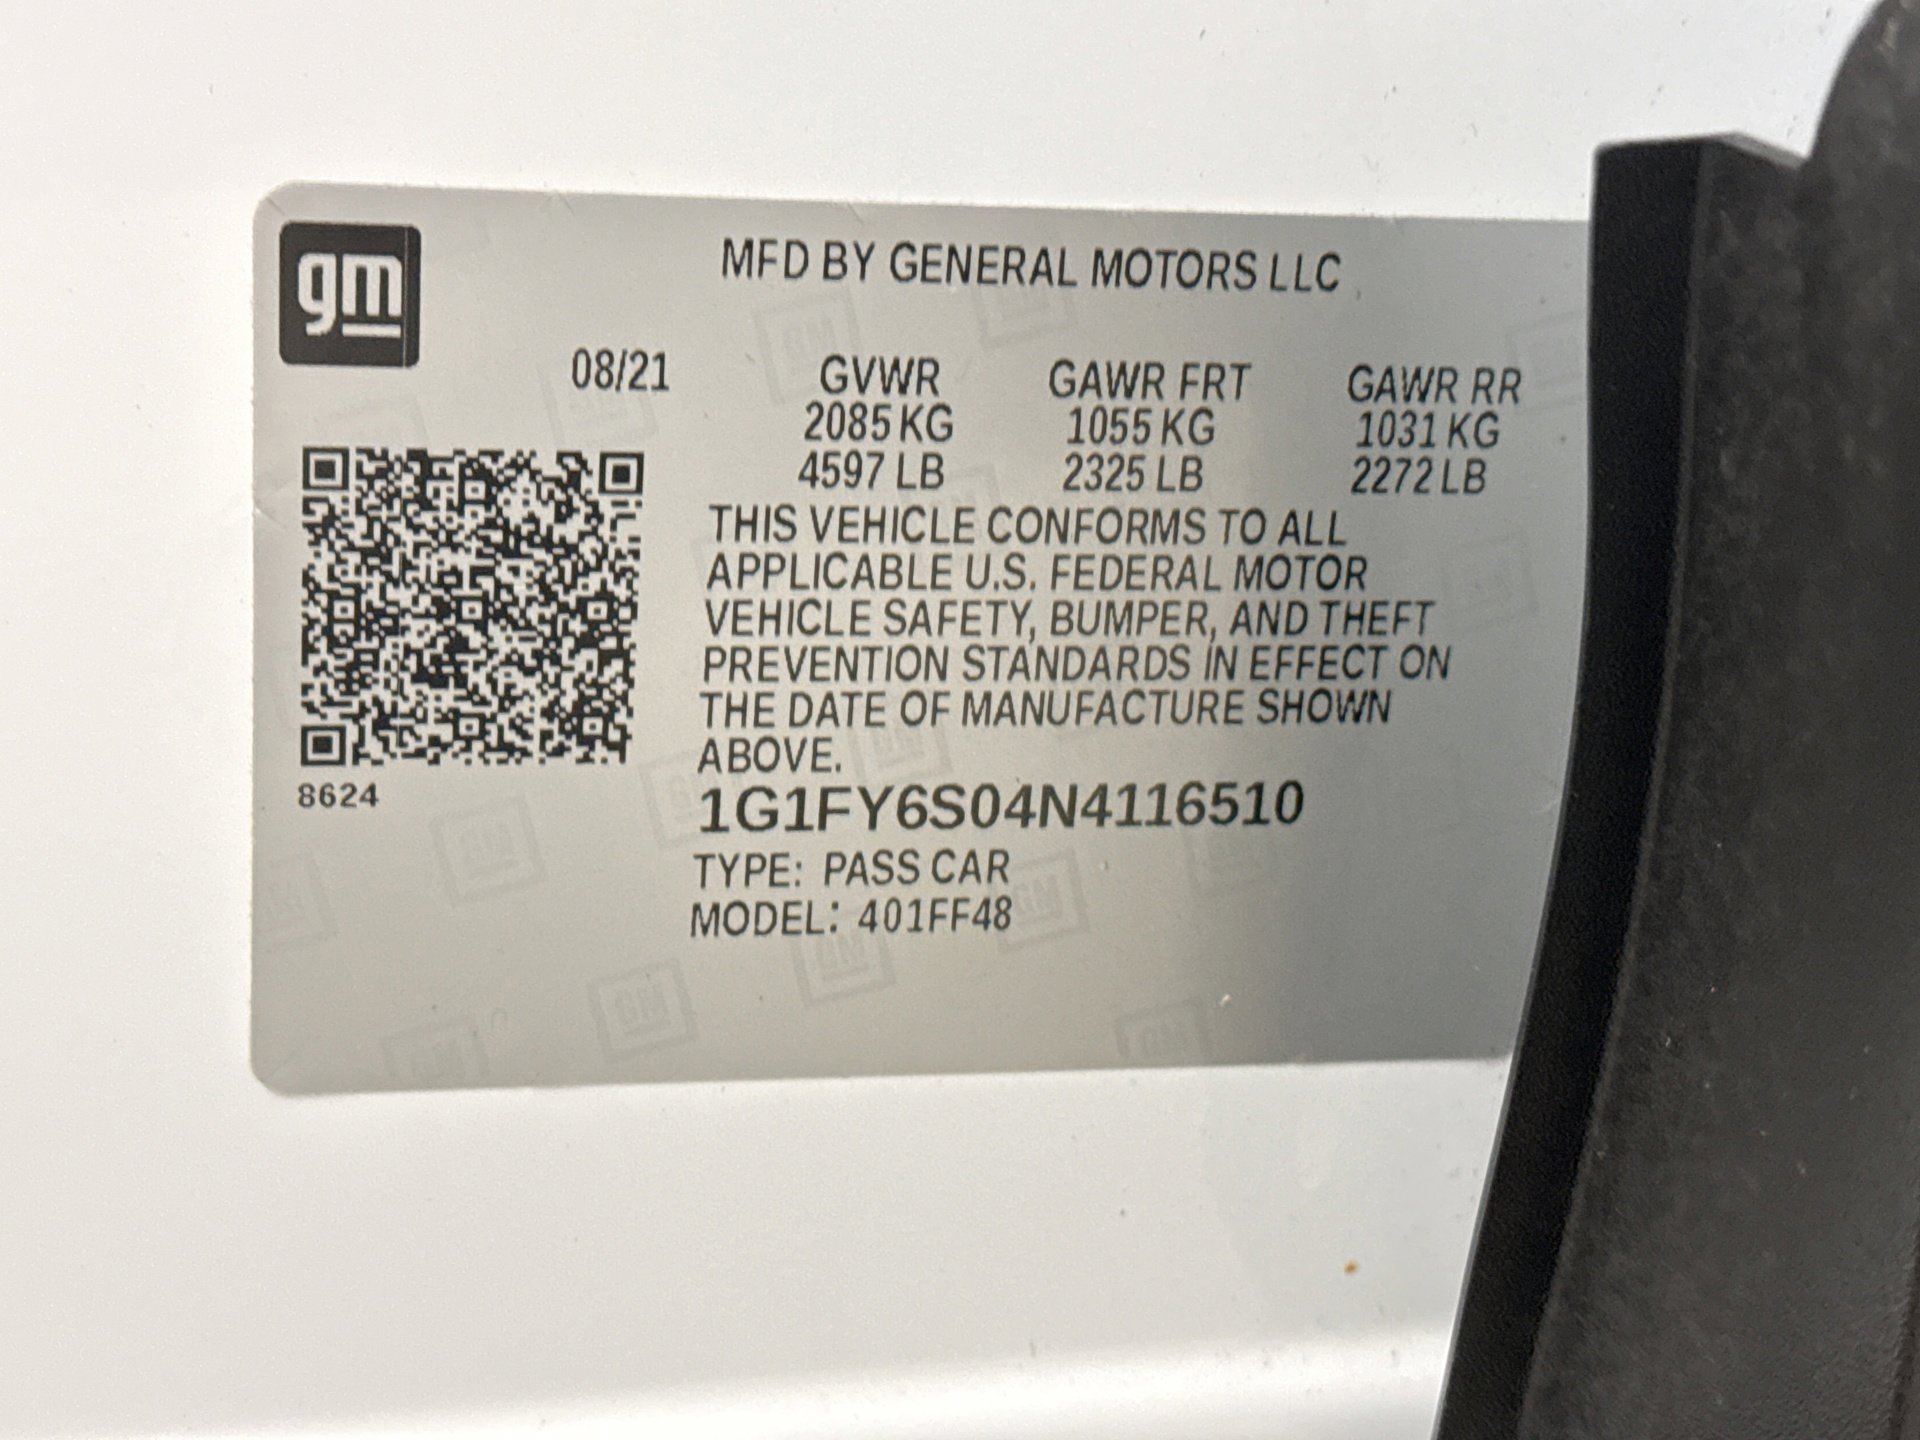 gm
MFD BY GENERAL MOTORS LLC
08/21 GVWR GAWR FRT GAWR RR
2085 KG 1055 KG 1031 KG
4597 LB 2325 LB 2272 LB
THIS VEHICLE CONFORMS TO ALL
APPLICABLE U.S. FEDERAL MOTOR
VEHICLE SAFETY, BUMPER, AND THEFT
PREVENTION STANDARDS IN EFFECT ON
THE DATE OF MANUFACTURE SHOWN
ABOVE.
8624
1G1FY6S04N4116510
TYPE: PASS CAR
MODEL: 401FF48